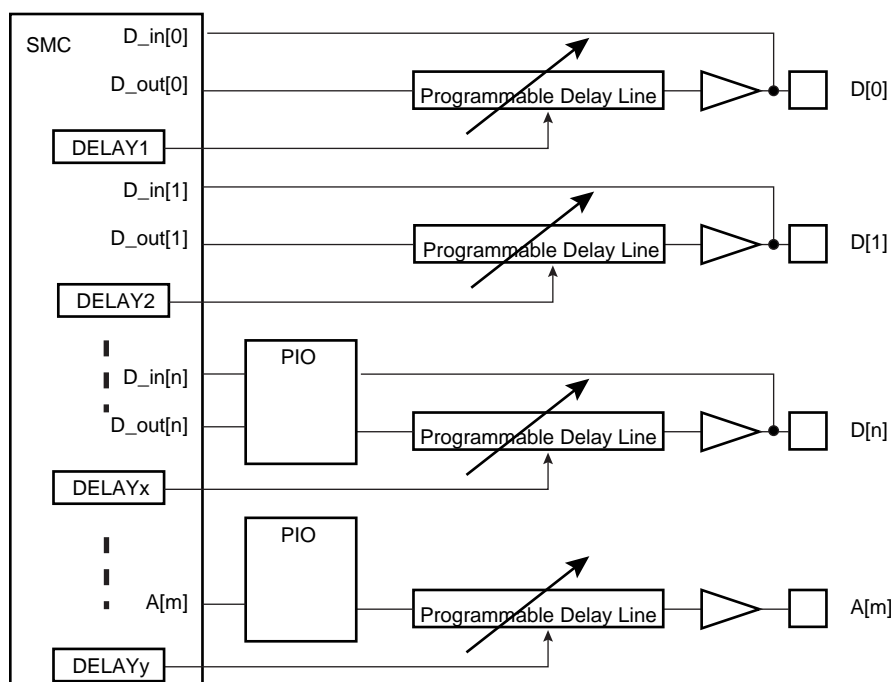 SMC
D_in[0]
D_out[0]
Programmable Delay Line
D[0]
DELAY1
D_in[1]
D_out[1]
Programmable Delay Line
D[1]
DELAY2
PIO
D_in[n]
D_out[n]
Programmable Delay Line
D[n]
DELAYx
PIO
A[m]
Programmable Delay Line
A[m]
DELAYy